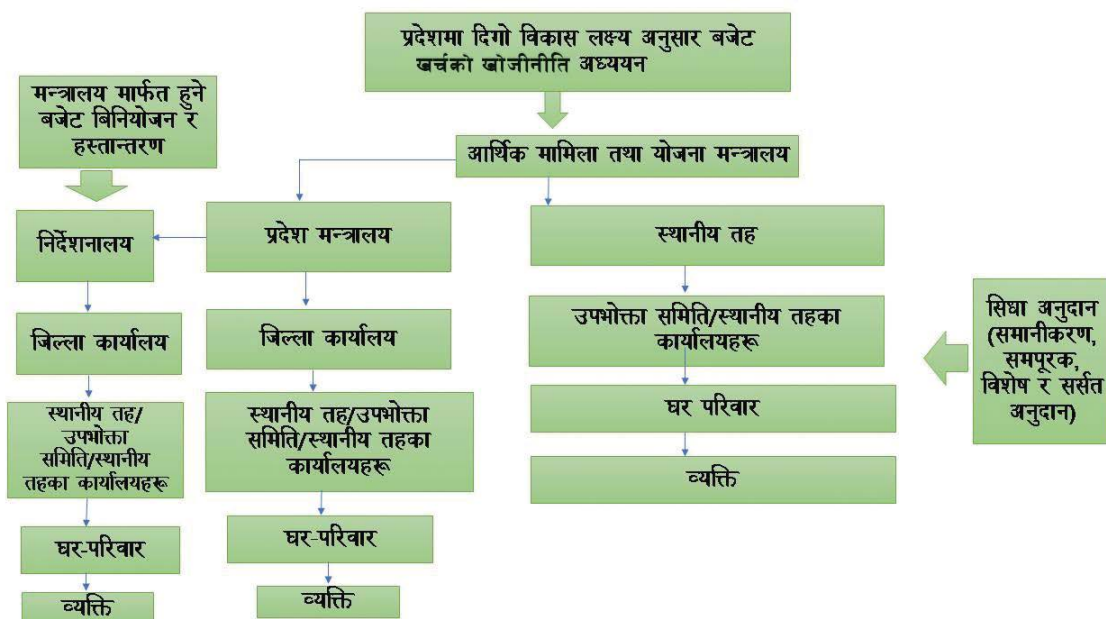 प्रदेशमा दिगो विकास लक्ष्य अनुसार बजेट
खर्चको खोजीनीति अध्ययन
मन्त्रालय मार्फत हुने
बजेट बिनियोजन र
हस्तान्तरण
आर्थिक मामिला तथा योजना मन्त्रालय
निर्देशनालय
प्रदेश मन्त्रालय
स्थानीय तह
जिल्ला कार्यालय
जिल्ला कार्यालय
उपभोक्ता समिति/स्थानीय तहका
कार्यालयहरू
सिधा अनुदान
(समानीकरण,
समपूरक,
विशेष र सर्सत
अनुदान)
स्थानीय तह/
उपभोक्ता
समिति/स्थानीय
तहका कार्यालयहरू
स्थानीय तह/उपभोक्ता
समिति/स्थानीय तहका
कार्यालयहरू
घर परिवार
व्यक्ति
घर-परिवार
घर-परिवार
व्यक्ति
व्यक्ति